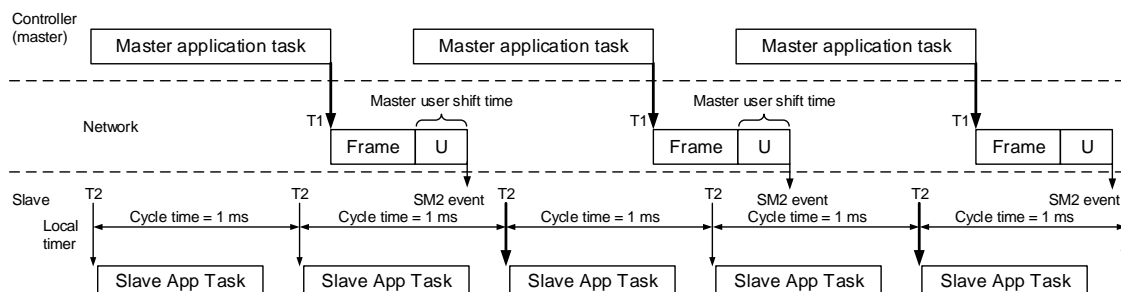 Controller
(master)
Master application task
Master application task
Master application task
Master user shift time
Master user shift time
Network
T1
T1
T1
Frame
U
Frame
U
Frame
U
SM2 event
SM2 event
SM2 event
Slave
T2
T2
T2
T2
T2
Local
timer
Cycle time = 1 ms
Cycle time = 1 ms
Cycle time = 1 ms
Cycle time = 1 ms
Cycle time = 1 ms
Slave App Task
Slave App Task
Slave App Task
Slave App Task
Slave App Task